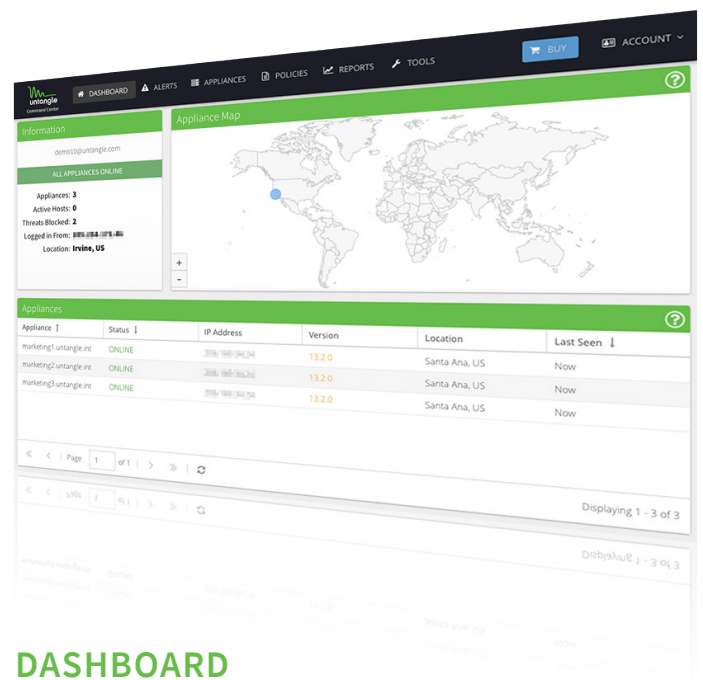 untangle
Command Center
DASHBOARD
ALERTS
APPLIANCES
POLICIES
REPORTS
TOOLS
BUY
ACCOUNT
Information
demo10@untangle.com
ALL APPLIANCES ONLINE
Appliances: 3
Active Hosts: 0
Threats Blocked: 2
Logged in From:
Location: Irvine, US
Appliance Map
?
+
-
Appliances
?
Appliance Status IP Address Version Location Last Seen
marketing1.untangle.int ONLINE 13.2.0 Santa Ana, US Now
marketing2.untangle.int ONLINE 13.2.0 Santa Ana, US Now
marketing3.untangle.int ONLINE 13.2.0 Santa Ana, US Now
Page 1 of 1
Displaying 1 - 3 of 3
DASHBOARD